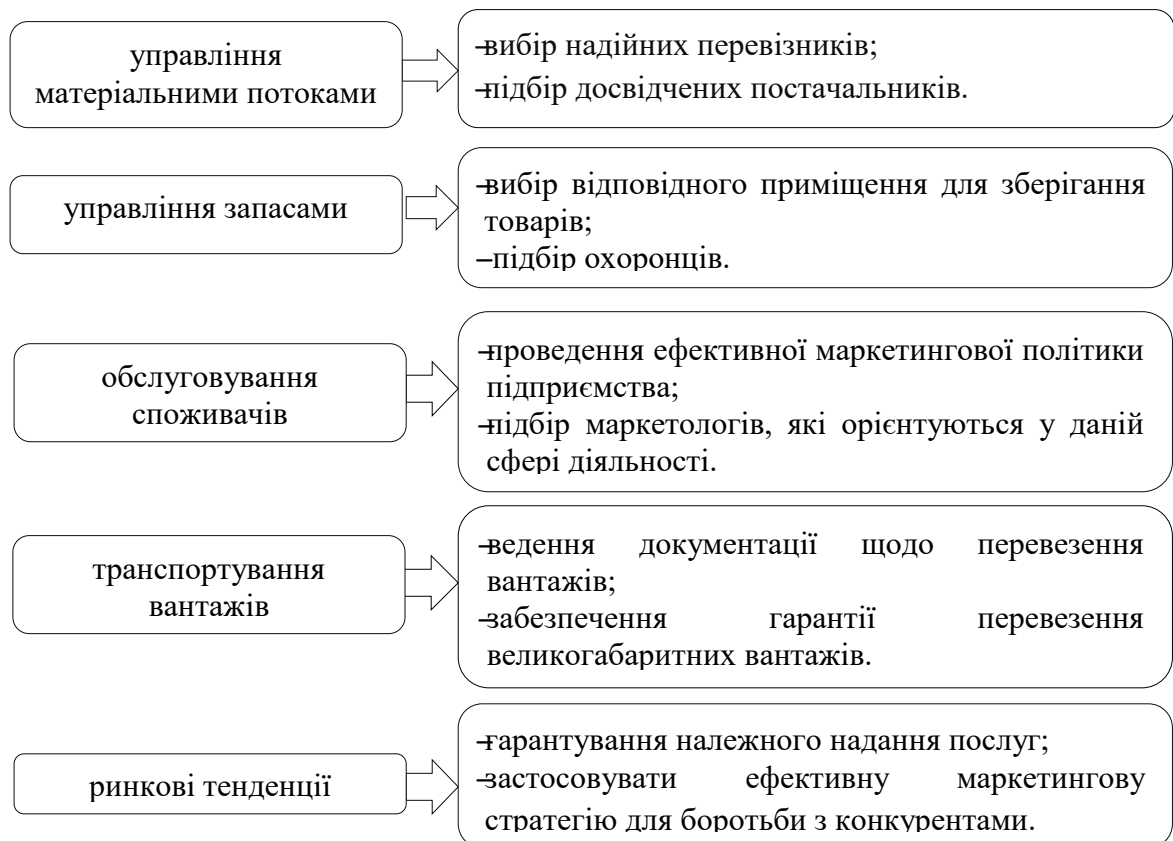 управління
матеріальними потоками
–вибір надійних перевізників;
–підбір досвідчених постачальників.
управління запасами
–вибір відповідного приміщення для зберігання
товарів;
–підбір охоронців.
обслуговування
споживачів
–проведення ефективної маркетингової політики
підприємства;
–підбір маркетологів, які орієнтуються у даній
сфері діяльності.
транспортування
вантажів
–ведення документації щодо перевезення
вантажів;
–забезпечення гарантії перевезення
великогабаритних вантажів.
ринкові тенденції
–гарантування належного надання послуг;
–застосовувати ефективну маркетингову
стратегію для боротьби з конкурентами.